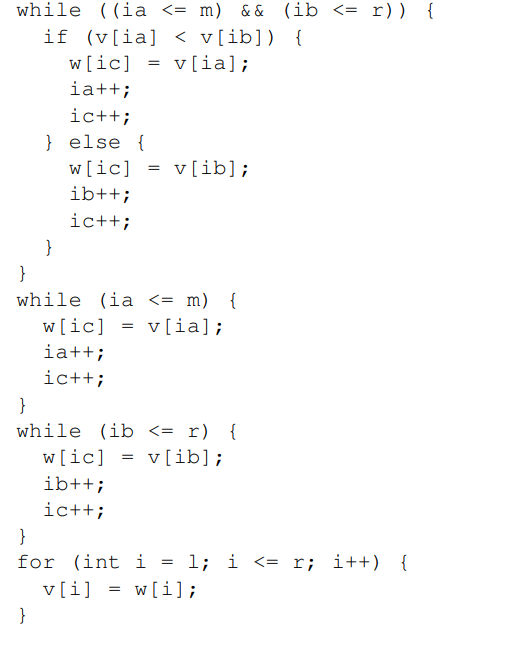 while ((ia <= m) && (ib <= r)) {
  if (v[ia] < v[ib]) {
    w[ic] = v[ia];
    ia++;
    ic++;
  } else {
    w[ic] = v[ib];
    ib++;
    ic++;
  }
}
while (ia <= m) {
  w[ic] = v[ia];
  ia++;
  ic++;
}
while (ib <= r) {
  w[ic] = v[ib];
  ib++;
  ic++;
}
for (int i = l; i <= r; i++) {
  v[i] = w[i];
}